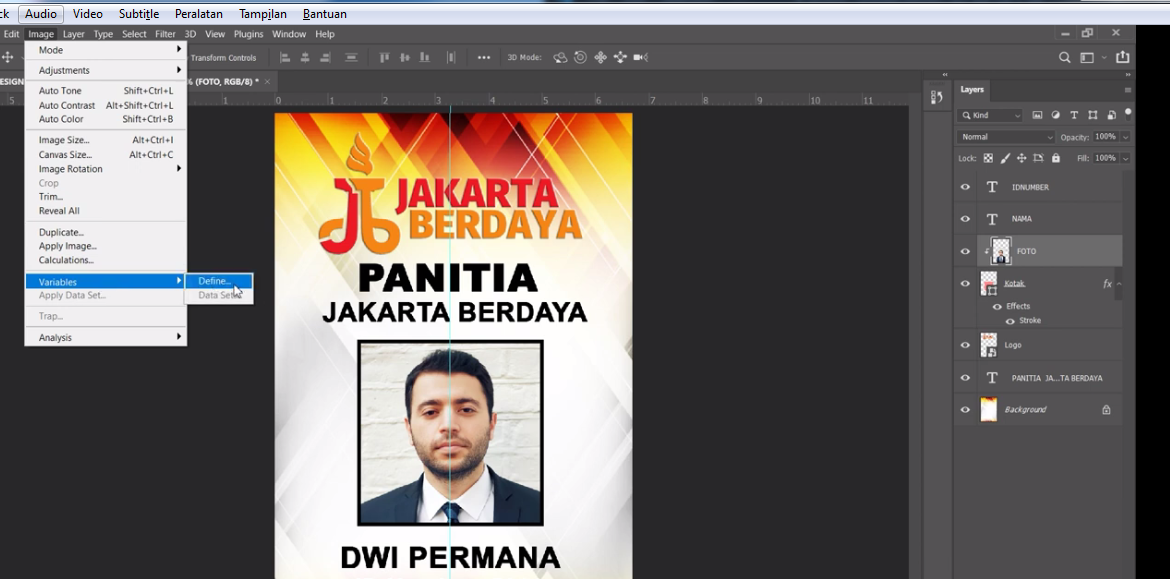 ck Audio Video Subtitle Peralatan Tampilan Bantuan
Edit Image Layer Type Select Filter 3D View Plugins Window Help
Transform Controls
3D Mode:
(FOTO, RGB/8) *
5 1 0 1 2 3 4 5 6 7 8 9 10 11
Mode
Adjustments
Auto Tone Shift+Ctrl+L
Auto Contrast Alt+Shift+Ctrl+L
Auto Color Shift+Ctrl+B
Image Size... Alt+Ctrl+I
Canvas Size... Alt+Ctrl+C
Image Rotation
Crop
Trim...
Reveal All
Duplicate...
Apply Image...
Calculations...
Variables
Define...
Apply Data Set...
Data Sets
Trap...
Analysis
JAKARTA
BERDAYA
PANITIA
JAKARTA BERDAYA
DWI PERMANA
Layers
Kind
Normal Opacity: 100%
Lock: Fill: 100%
T IDNUMBER
T NAMA
FOTO
Kotak fx
Effects
Stroke
Logo
T PANITIA JA...TA BERDAYA
Background